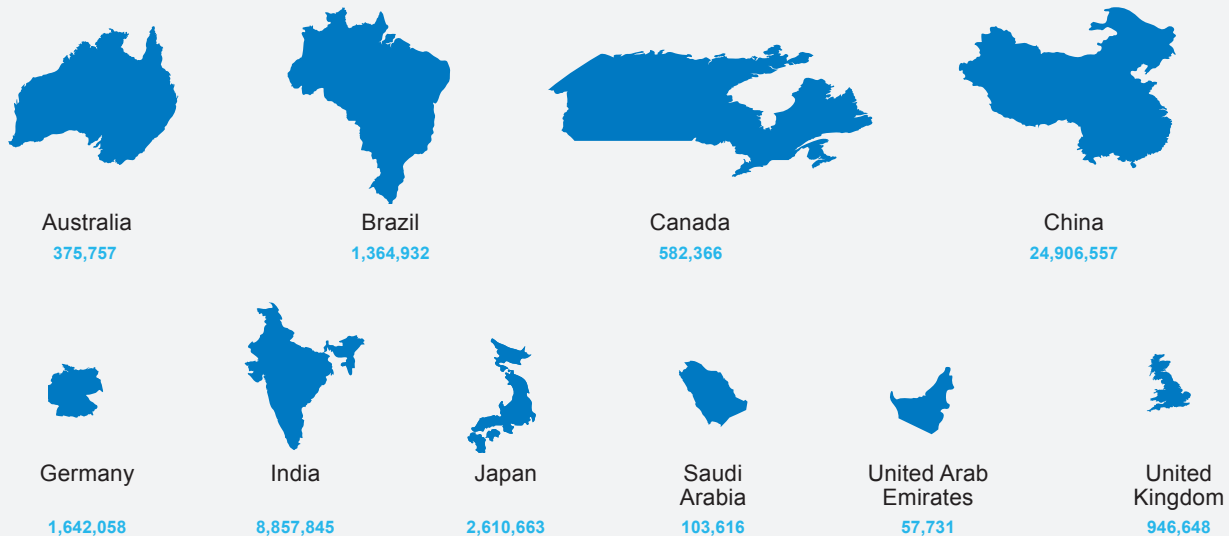 Australia
375,757
Brazil
1,364,932
Canada
582,366
China
24,906,557
Germany
1,642,058
India
8,857,845
Japan
2,610,663
Saudi
Arabia
103,616
United Arab
Emirates
57,731
United
Kingdom
946,648